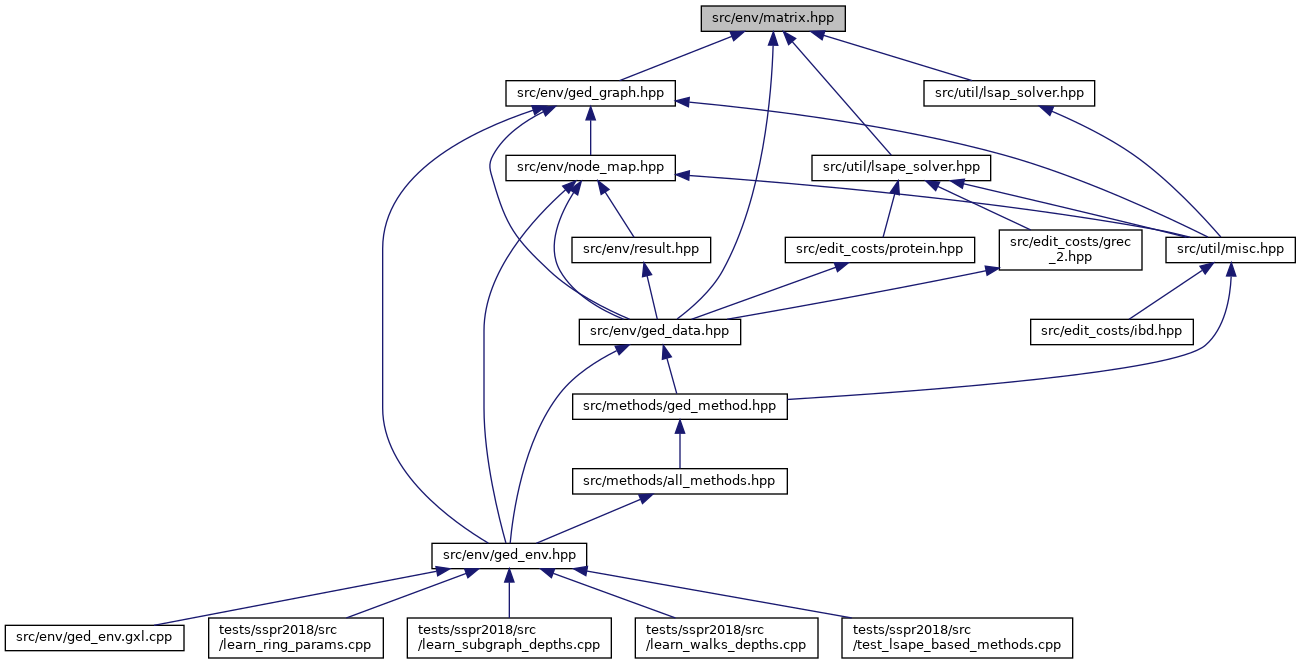 src/env/matrix.hpp
src/env/ged_graph.hpp
src/util/lsap_solver.hpp
src/env/node_map.hpp
src/util/lsape_solver.hpp
src/env/result.hpp
src/edit_costs/protein.hpp
src/edit_costs/grec
_2.hpp
src/util/misc.hpp
src/env/ged_data.hpp
src/edit_costs/ibd.hpp
src/methods/ged_method.hpp
src/methods/all_methods.hpp
src/env/ged_env.hpp
src/env/ged_env.gxl.cpp
tests/sspr2018/src
/learn_ring_params.cpp
tests/sspr2018/src
/learn_subgraph_depths.cpp
tests/sspr2018/src
/learn_walks_depths.cpp
tests/sspr2018/src
/test_lsape_based_methods.cpp